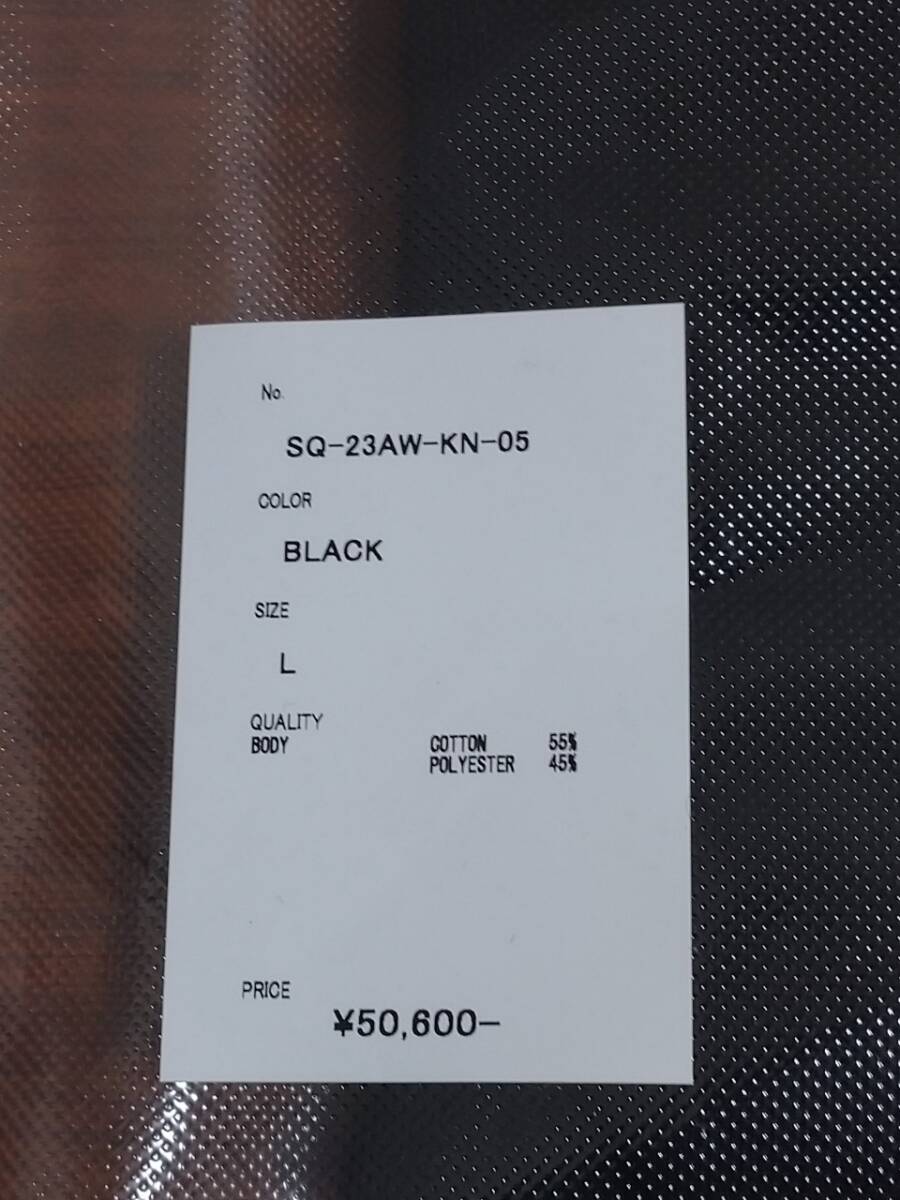 No.
SQ-23AW-KN-05
COLOR
BLACK
SIZE
L
QUALITY
BODY COTTON 55%
POLYESTER 45%
PRICE
¥50,600-